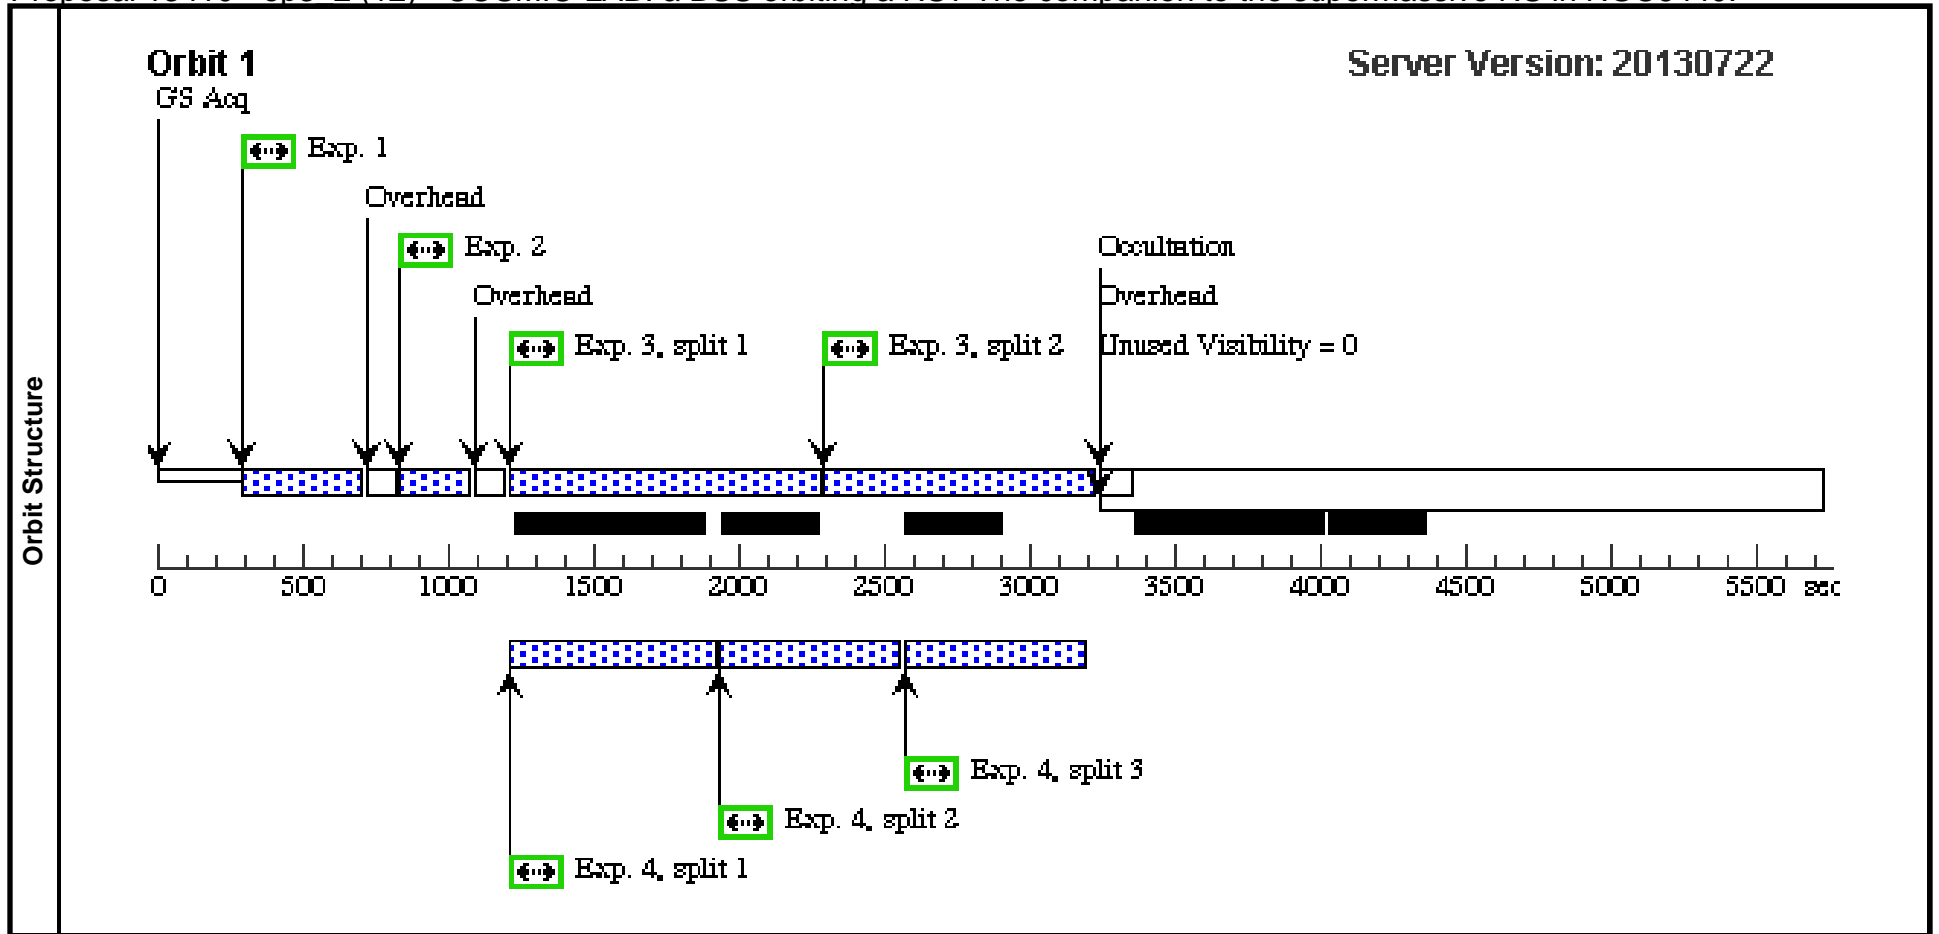 Orbit 1
Server Version: 20130722
GS Acq
Exp. 1
Overhead
Exp. 2
Occultation
Overhead
Overhead
Exp. 3, split 1
Exp. 3, split 2
Unused Visibility = 0
Orbit Structure
0 500 1000 1500 2000 2500 3000 3500 4000 4500 5000 5500 sec
Exp. 4, split 3
Exp. 4, split 2
Exp. 4, split 1